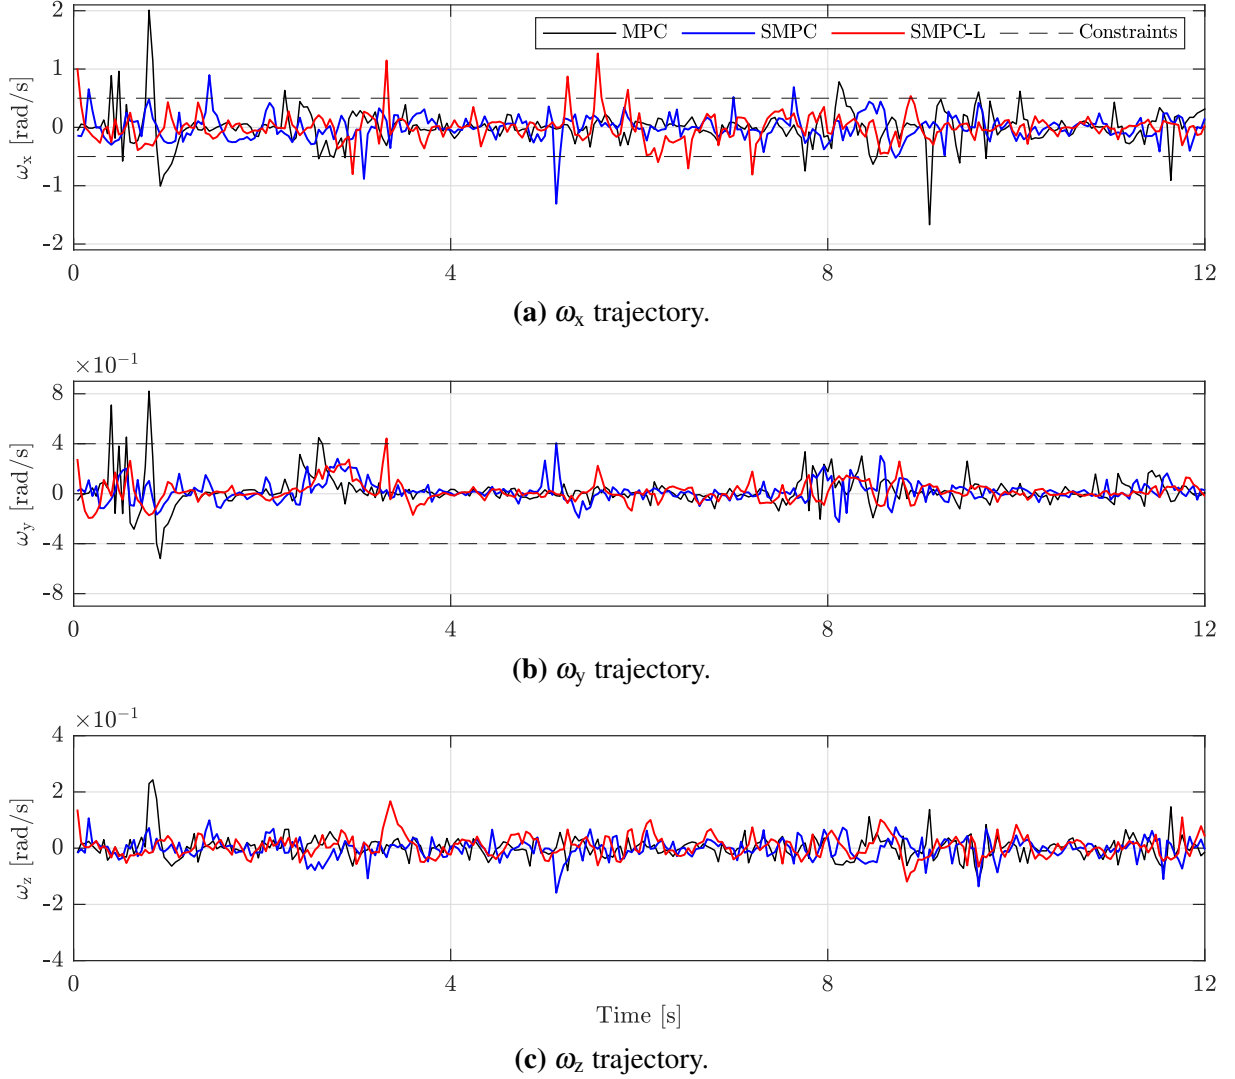 2
MPC SMPC SMPC-L Constraints
1
0
-1
-2
ωx [rad/s]
0 4 8 12
(a) ωx trajectory.
×10⁻¹
8
4
0
-4
-8
ωy [rad/s]
0 4 8 12
(b) ωy trajectory.
×10⁻¹
4
2
0
-2
-4
ωz [rad/s]
0 4 8 12
Time [s]
(c) ωz trajectory.